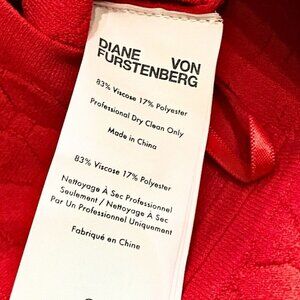 DIANE VON
FURSTENBERG
83% Viscose 17% Polyester
Professional Dry Clean Only
Made in China
83% Viscose 17% Polyester
Nettoyage À Sec Professionnel
Seulement / Nettoyage À Sec
Par Un Professionnel Uniquement
Fabriqué en Chine